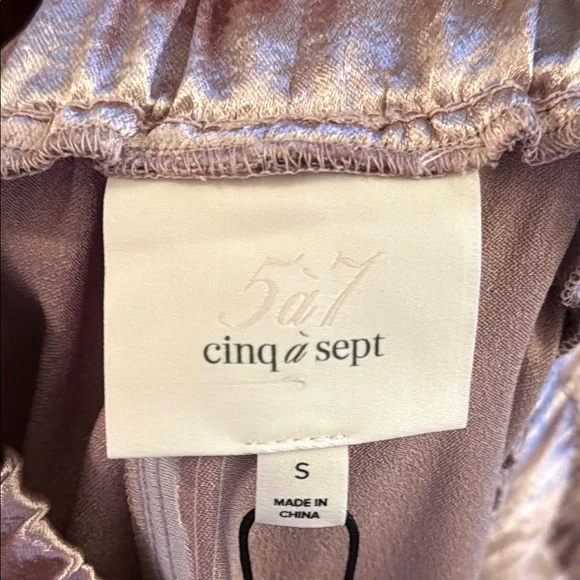 5à7
cinq à sept
S
MADE IN
CHINA